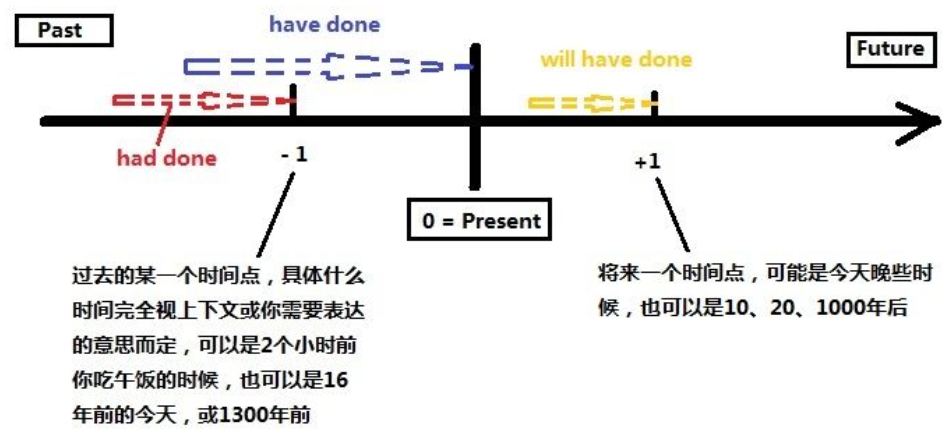 Past
have done
Future
will have done
had done
- 1
+1
0 = Present
过去的某一个时间点，具体什么
时间完全视上下文或你需要表达
的意思而定，可以是2个小时前
你吃午饭的时候，也可以是16
年前的今天，或1300年前
将来一个时间点，可能是今天晚些时
候，也可以是10、20、1000年后